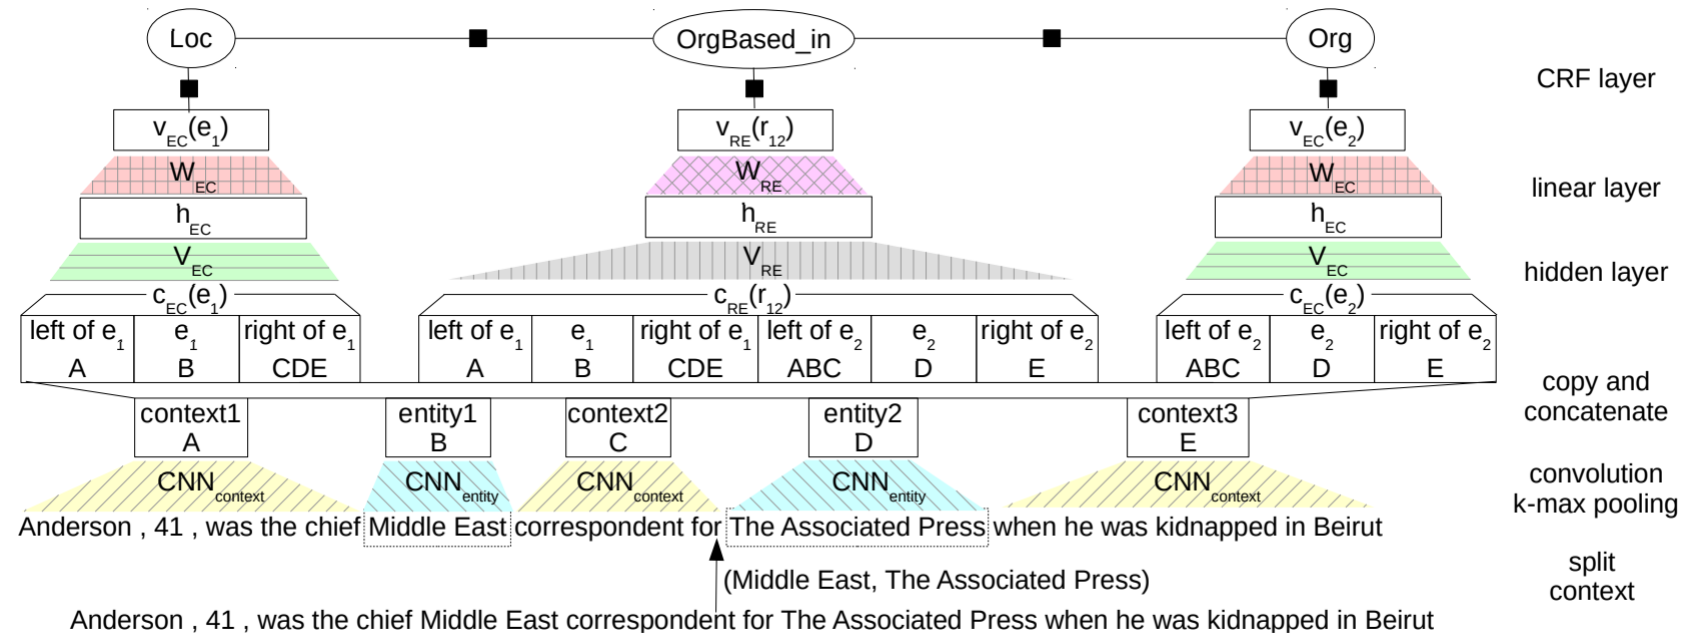 Loc OrgBased_in Org
CRF layer
v_EC(e_1) v_RE(r_12) v_EC(e_2)
W_EC W_RE W_EC
linear layer
h_EC h_RE h_EC
V_EC V_RE V_EC
hidden layer
c_EC(e_1) c_RE(r_12) c_EC(e_2)
left of e_1 e_1 right of e_1 left of e_1 e_1 right of e_1 left of e_2 e_2 right of e_2 left of e_2 e_2 right of e_2
A B CDE A B CDE ABC D E ABC D E
copy and
concatenate
context1 entity1 context2 entity2 context3
A B C D E
CNN_context CNN_entity CNN_context CNN_entity CNN_context
convolution
k-max pooling
Anderson , 41 , was the chief Middle East correspondent for The Associated Press when he was kidnapped in Beirut
split
context
(Middle East, The Associated Press)
Anderson , 41 , was the chief Middle East correspondent for The Associated Press when he was kidnapped in Beirut